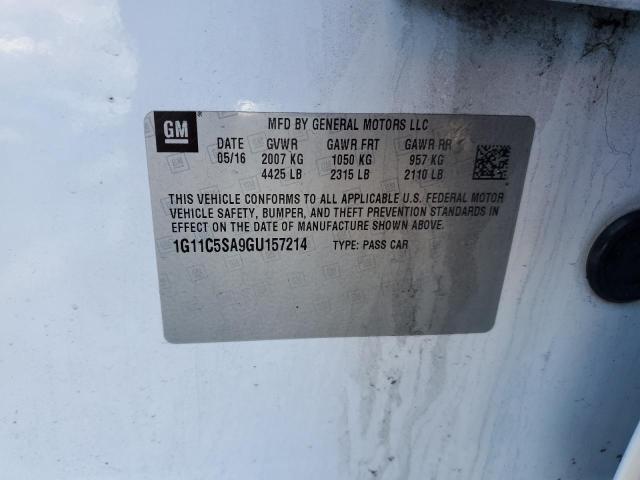 GM ® MFD BY GENERAL MOTORS LLC
DATE GVWR GAWR FRT GAWR RR
05/16 2007 KG 1050 KG 957 KG
4425 LB 2315 LB 2110 LB
THIS VEHICLE CONFORMS TO ALL APPLICABLE U.S. FEDERAL MOTOR
VEHICLE SAFETY, BUMPER, AND THEFT PREVENTION STANDARDS IN
EFFECT ON THE DATE OF MANUFACTURE SHOWN ABOVE.
1G11C5SA9GU157214 TYPE: PASS CAR